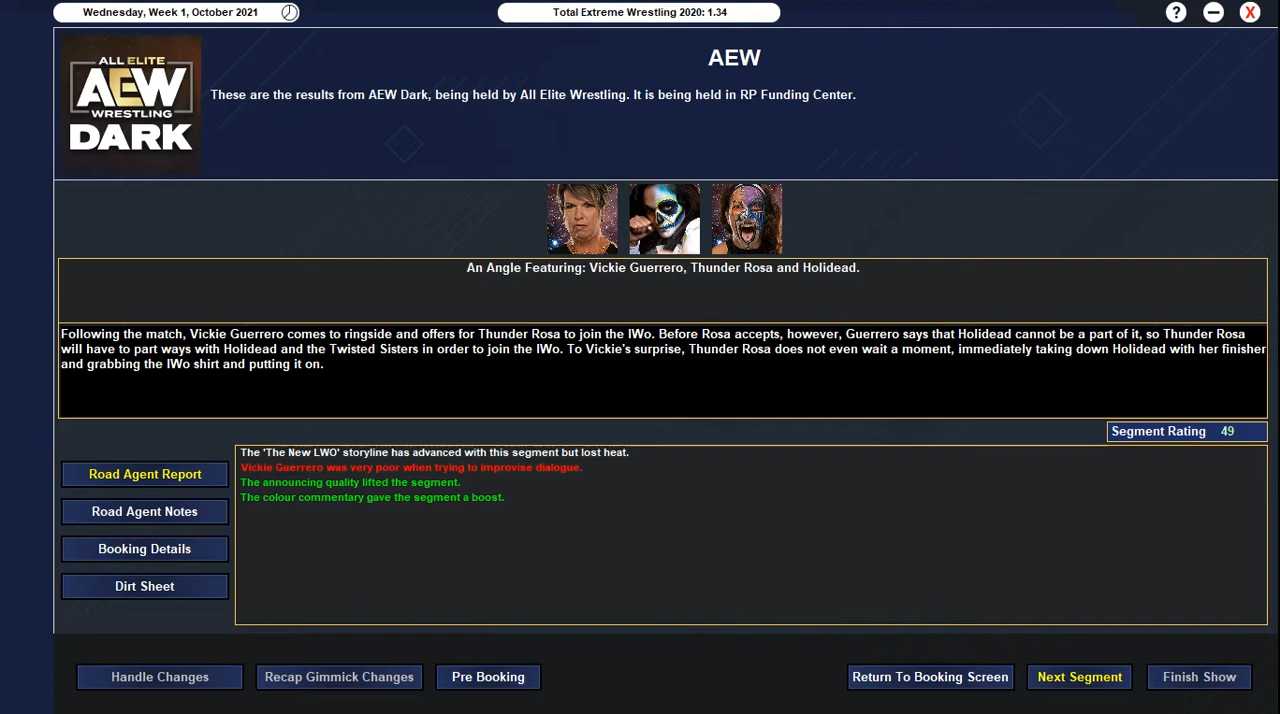 Wednesday, Week 1, October 2021
Total Extreme Wrestling 2020: 1.34
?
X
ALL ELITE
AEW
WRESTLING
DARK
AEW
These are the results from AEW Dark, being held by All Elite Wrestling. It is being held in RP Funding Center.
An Angle Featuring: Vickie Guerrero, Thunder Rosa and Holidead.
Following the match, Vickie Guerrero comes to ringside and offers for Thunder Rosa to join the lWo. Before Rosa accepts, however, Guerrero says that Holidead cannot be a part of it, so Thunder Rosa
will have to part ways with Holidead and the Twisted Sisters in order to join the lWo. To Vickie's surprise, Thunder Rosa does not even wait a moment, immediately taking down Holidead with her finisher
and grabbing the lWo shirt and putting it on.
Segment Rating 49
Road Agent Report
Road Agent Notes
Booking Details
Dirt Sheet
The 'The New LWO' storyline has advanced with this segment but lost heat.
Vickie Guerrero was very poor when trying to improvise dialogue.
The announcing quality lifted the segment.
The colour commentary gave the segment a boost.
Handle Changes
Recap Gimmick Changes
Pre Booking
Return To Booking Screen
Next Segment
Finish Show